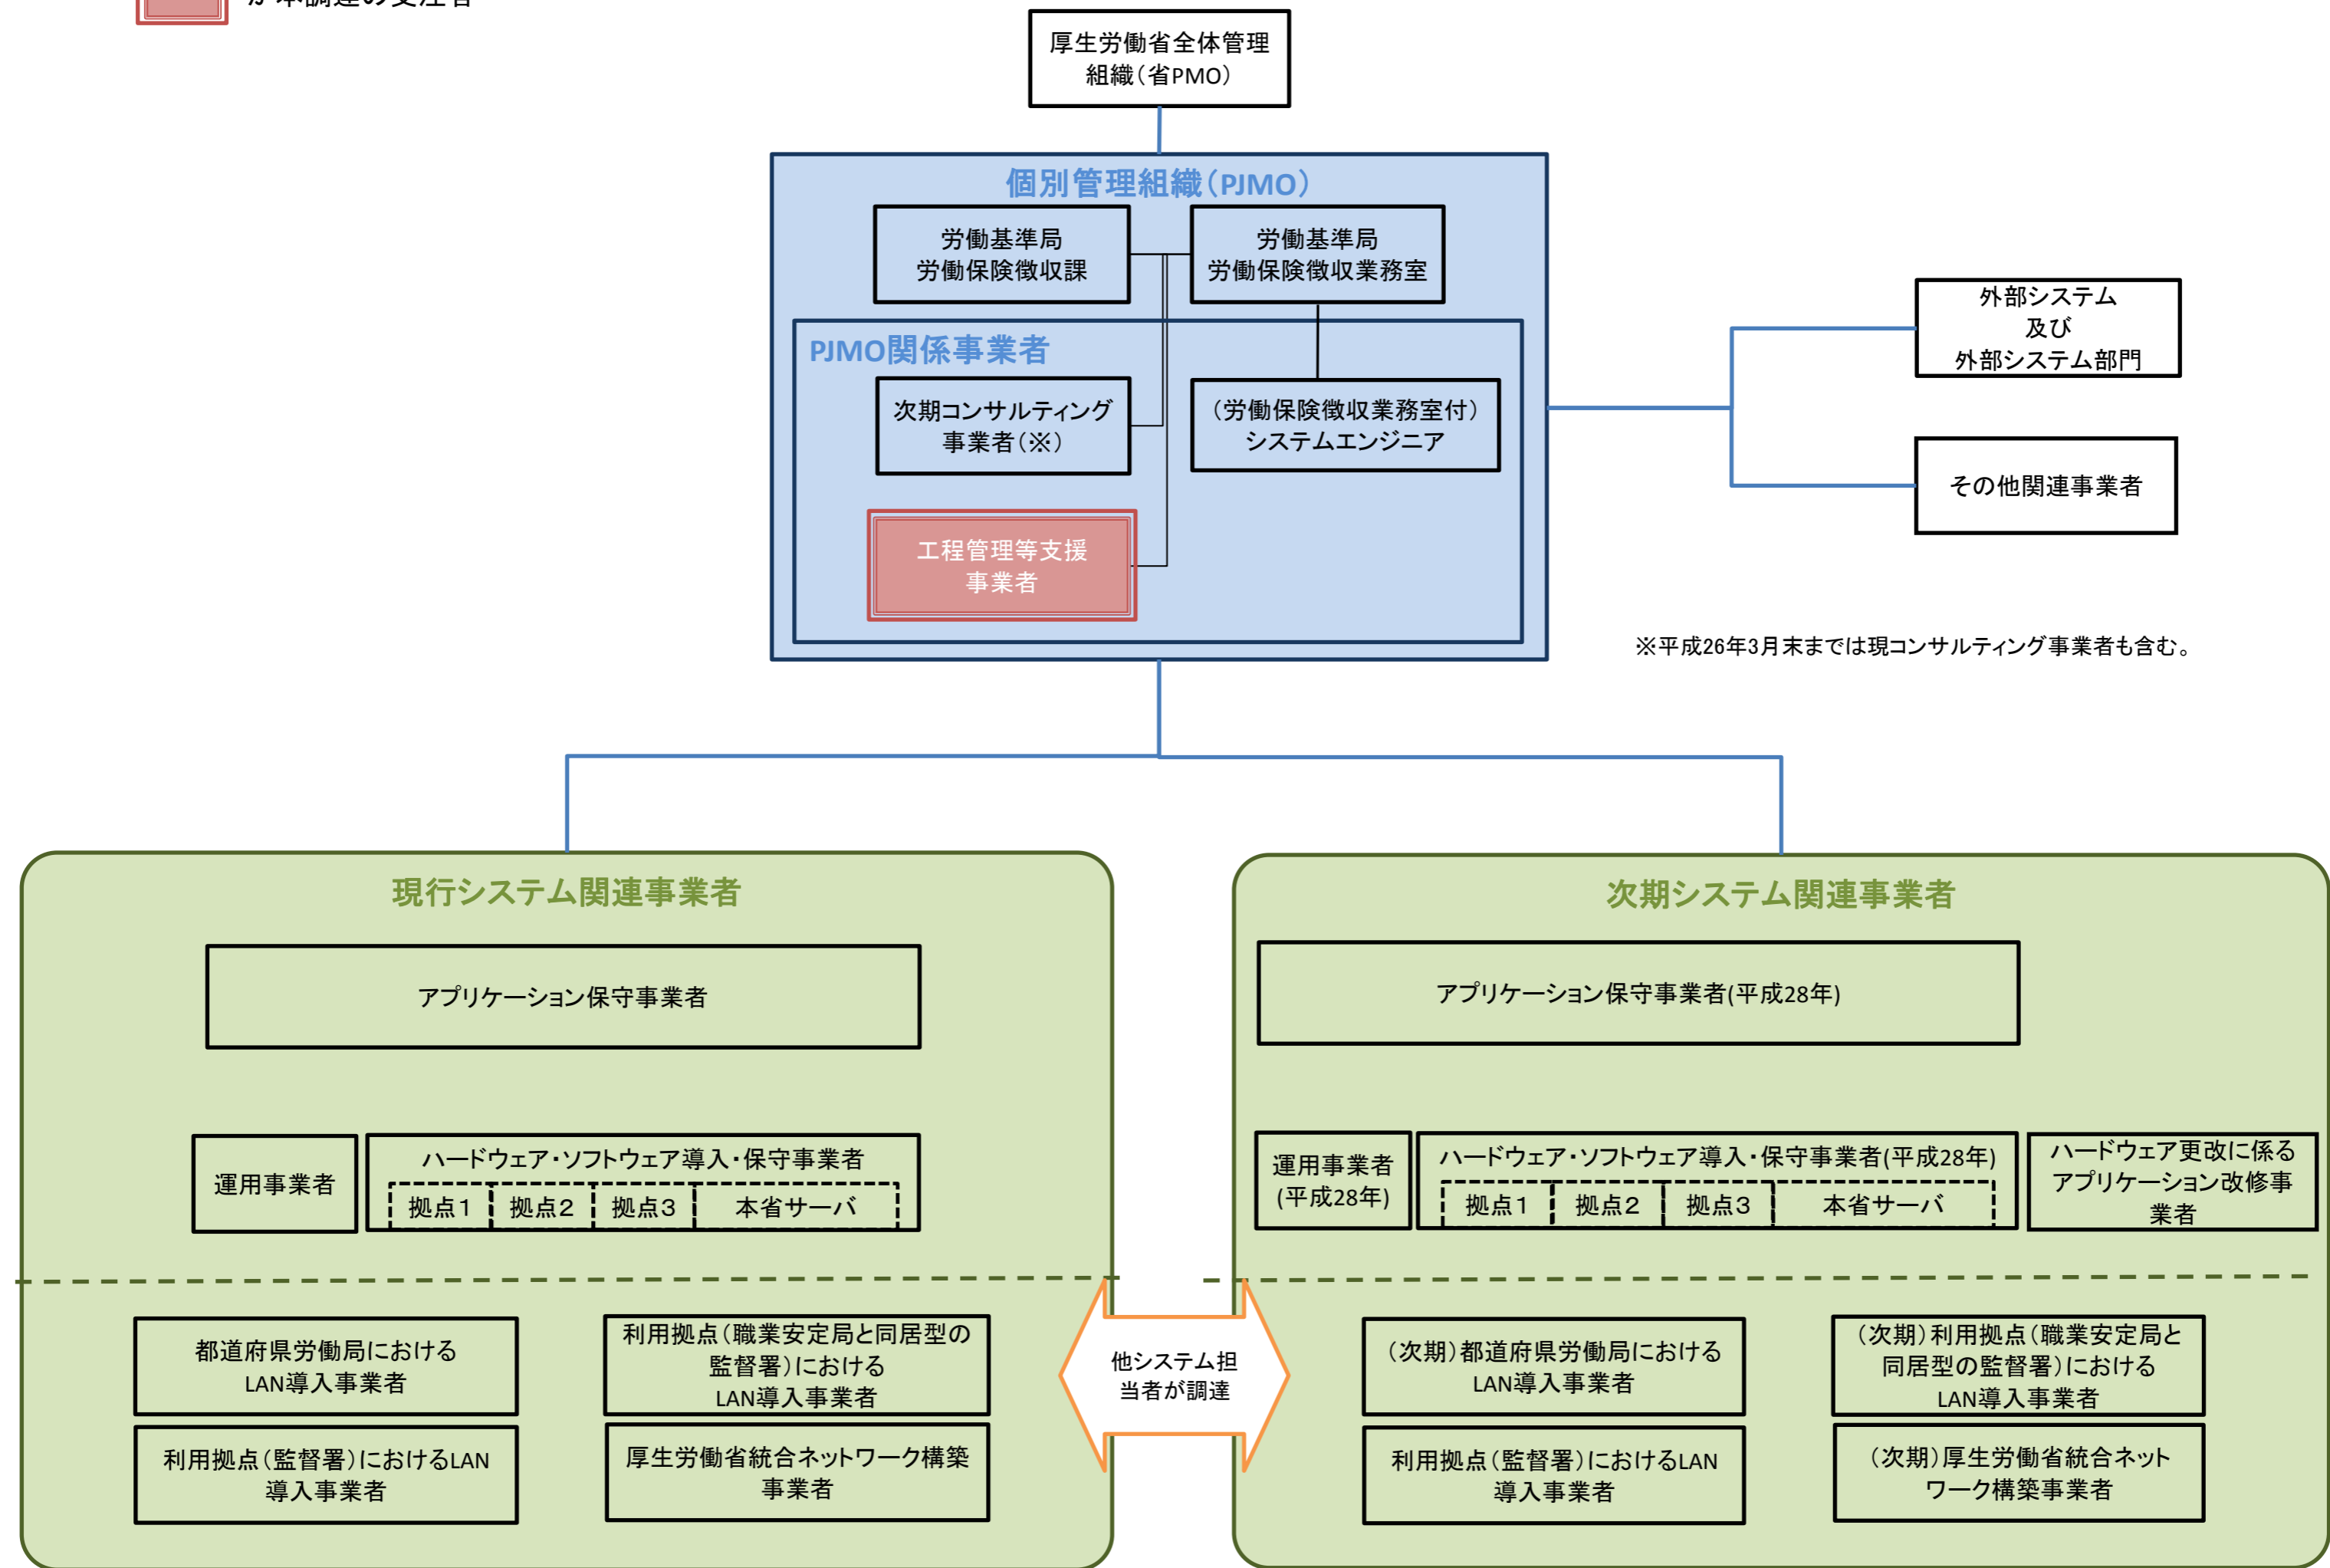 が本調達の受注者
厚生労働省全体管理
組織（省PMO）
個別管理組織（PJMO）
労働基準局
労働保険徴収課
労働基準局
労働保険徴収業務室
PJMO関係事業者
次期コンサルティング
事業者（※）
（労働保険徴収業務室付）
システムエンジニア
工程管理等支援
事業者
外部システム
及び
外部システム部門
その他関連事業者
※平成26年3月末までは現コンサルティング事業者も含む。
現行システム関連事業者
アプリケーション保守事業者
運用事業者
ハードウェア・ソフトウェア導入・保守事業者
拠点1
拠点2
拠点3
本省サーバ
都道府県労働局における
LAN導入事業者
利用拠点（職業安定局と同居型の
監督署）における
LAN導入事業者
利用拠点（監督署）におけるLAN
導入事業者
厚生労働省統合ネットワーク構築
事業者
他システム担
当者が調達
次期システム関連事業者
アプリケーション保守事業者(平成28年)
運用事業者
(平成28年)
ハードウェア・ソフトウェア導入・保守事業者(平成28年)
拠点1
拠点2
拠点3
本省サーバ
ハードウェア更改に係る
アプリケーション改修事
業者
（次期）都道府県労働局における
LAN導入事業者
（次期）利用拠点（職業安定局と
同居型の監督署）における
LAN導入事業者
利用拠点（監督署）におけるLAN
導入事業者
（次期）厚生労働省統合ネット
ワーク構築事業者